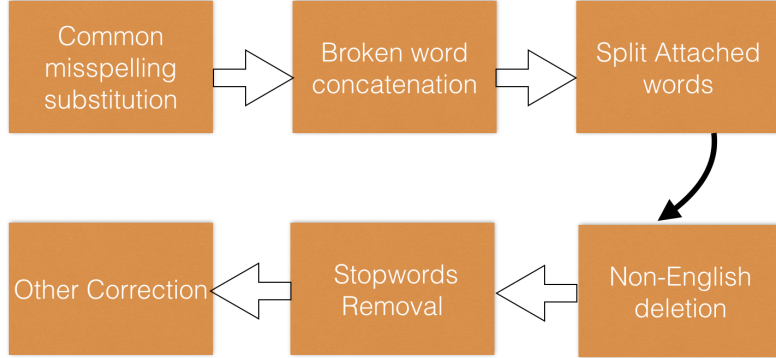 Common
misspelling
substitution
Broken word
concatenation
Split Attached
words
Non-English
deletion
Stopwords
Removal
Other Correction